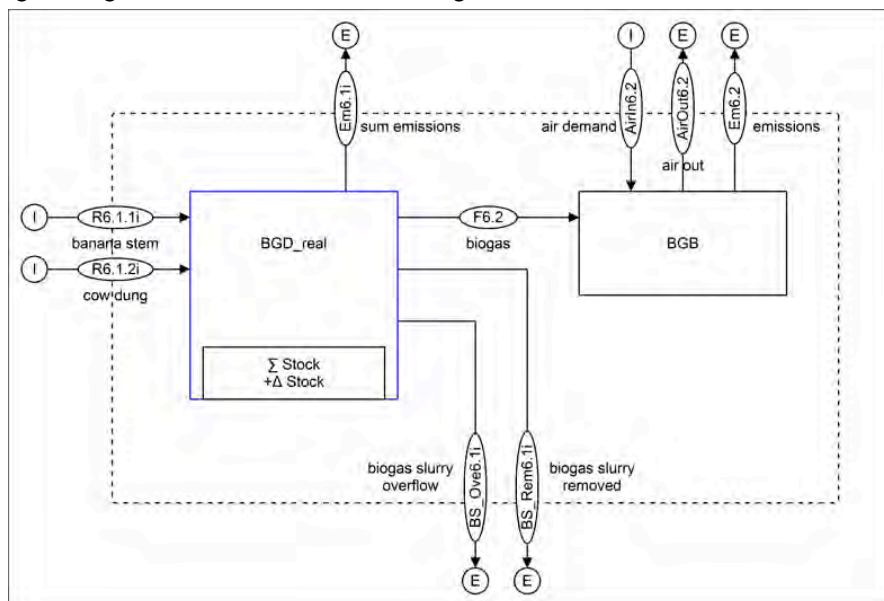 E
E
E
I
Em6.1i
sum emissions
air demand
AirIn6.2
AirOut6.2
air out
Em6.2
emissions
I
R6.1.1i
banana stem
I
R6.1.2i
cow dung
BGD_real
F6.2
biogas
BGB
∑ Stock
+Δ Stock
biogas slurry
overflow
BS_Ove6.1i
BS_Rem6.1i
biogas slurry
removed
E
E